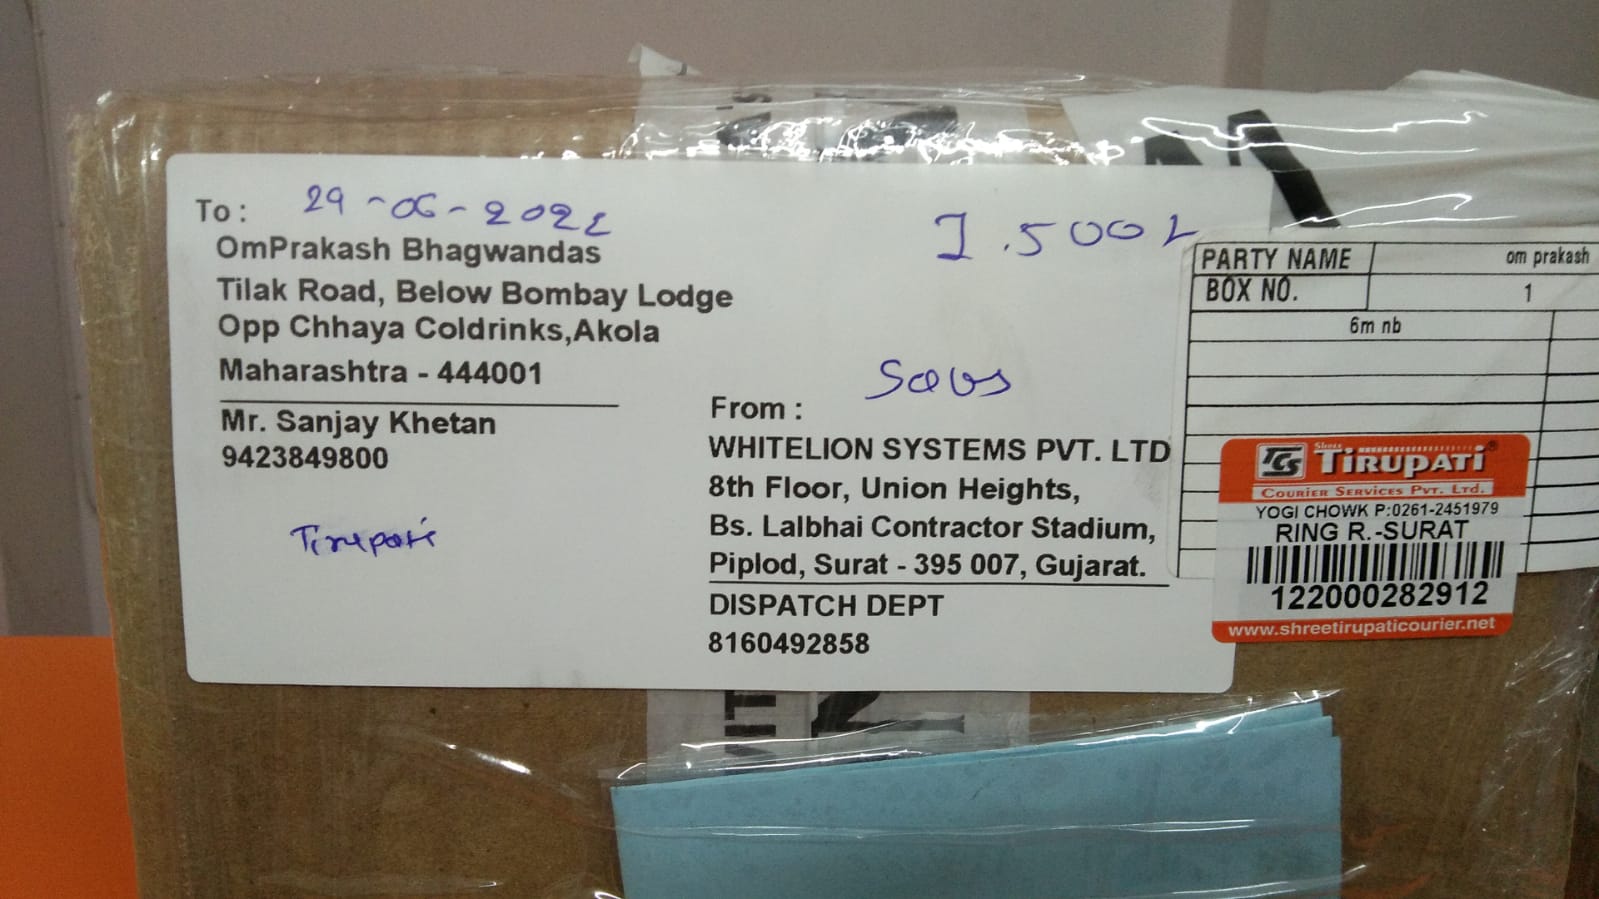 To : 29-06-2022
OmPrakash Bhagwandas
Tilak Road, Below Bombay Lodge
Opp Chhaya Coldrinks,Akola
Maharashtra - 444001
Mr. Sanjay Khetan
9423849800
Tirupati
From :
WHITELION SYSTEMS PVT. LTD
8th Floor, Union Heights,
Bs. Lalbhai Contractor Stadium,
Piplod, Surat - 395 007, Gujarat.
DISPATCH DEPT
8160492858
PARTY NAME om prakash
BOX NO. 1
6m nb
TCS Shree TIRUPATI®
COURIER SERVICES PVT. LTD.
YOGI CHOWK P:0261-2451979
RING R.-SURAT
122000282912
www.shreetirupaticourier.net